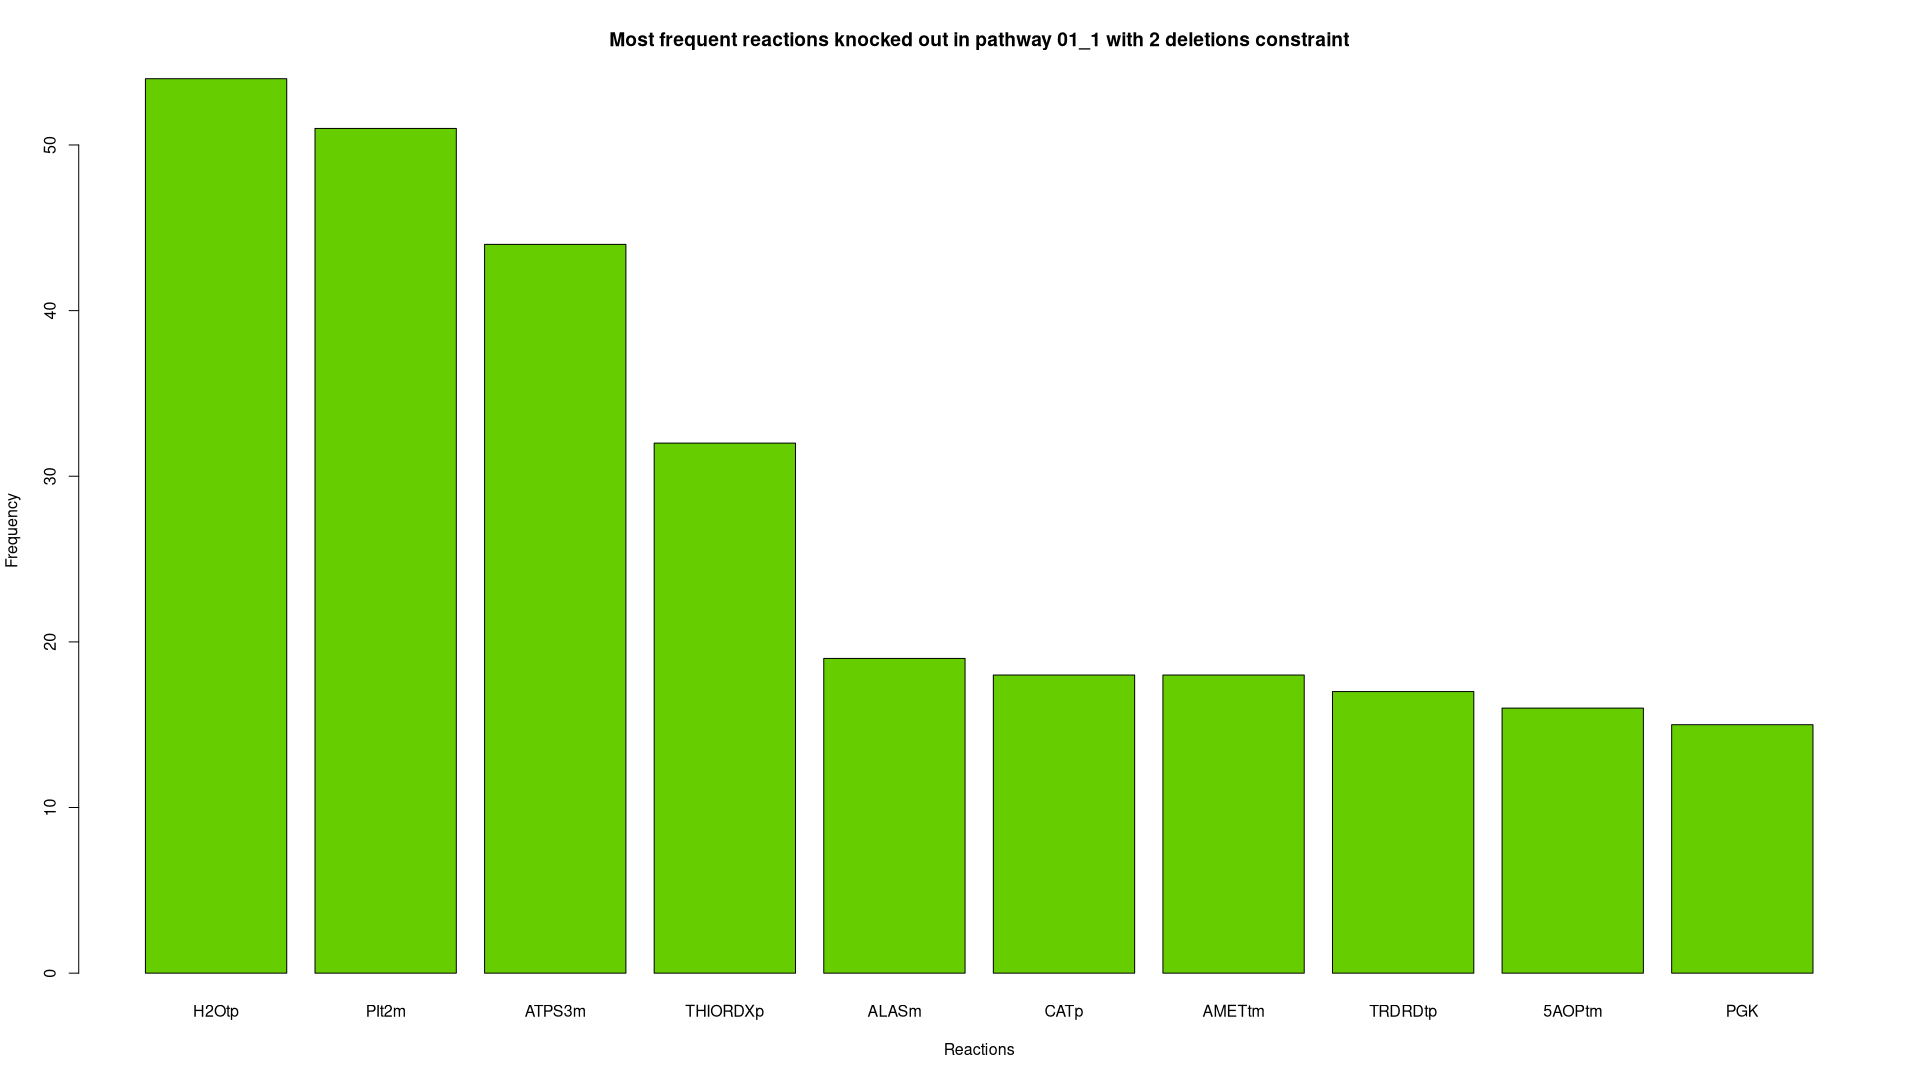 Most frequent reactions knocked out in pathway 01_1 with 2 deletions constraint
Frequency
50
40
30
20
10
0
H2Otp PIt2m ATPS3m THIORDXp ALASm CATp AMETtm TRDRDtp 5AOPtm PGK
Reactions